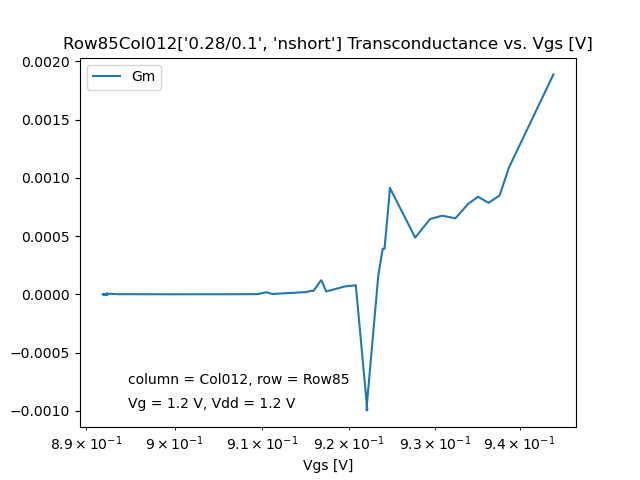 Row85Col012['0.28/0.1', 'nshort'] Transconductance vs. Vgs [V]
Gm
0.0020
0.0015
0.0010
0.0005
0.0000
−0.0005
−0.0010
column = Col012, row = Row85
Vg = 1.2 V, Vdd = 1.2 V
8.9 × 10⁻¹ 9 × 10⁻¹ 9.1 × 10⁻¹ 9.2 × 10⁻¹ 9.3 × 10⁻¹ 9.4 × 10⁻¹
Vgs [V]